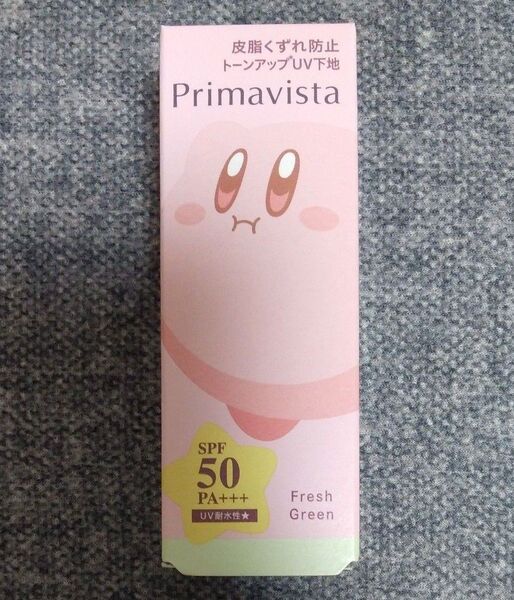 皮脂くずれ防止
トーンアップ*UV下地
Primavista
SPF
50
PA+++
UV耐水性★
Fresh
Green